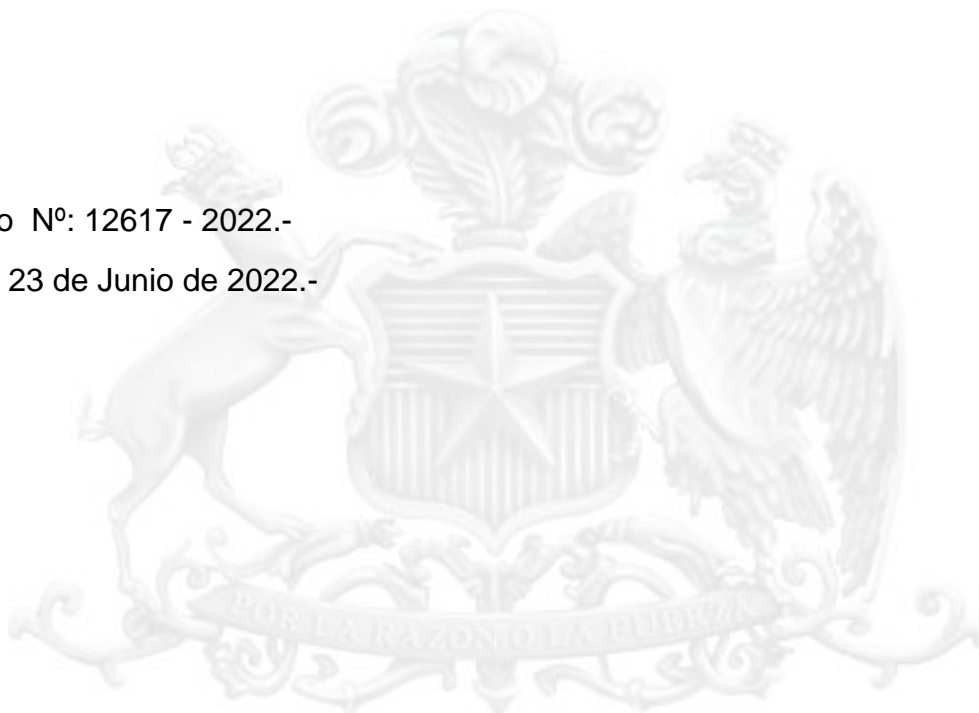 o Nº: 12617 - 2022.-
23 de Junio de 2022.-
POR LA RAZON O LA FUERZA